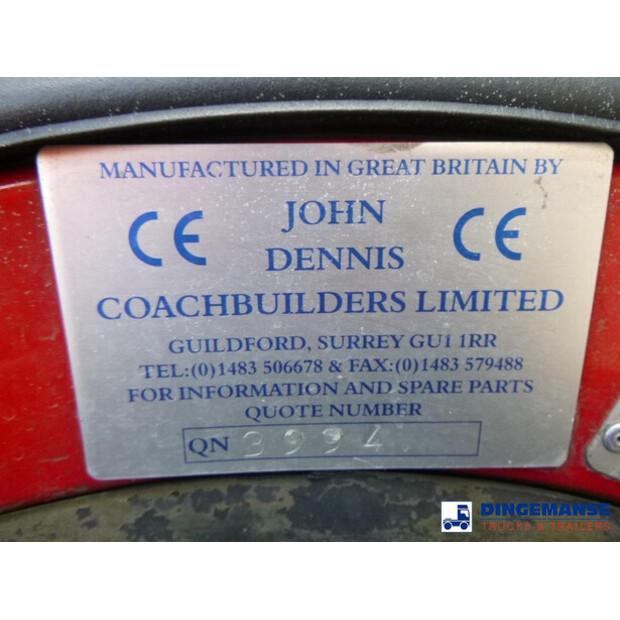 MANUFACTURED IN GREAT BRITAIN BY
CE JOHN CE
DENNIS
COACHBUILDERS LIMITED
GUILDFORD, SURREY GU1 1RR
TEL:(0)1483 506678 & FAX:(0)1483 579488
FOR INFORMATION AND SPARE PARTS
QUOTE NUMBER
QN 3994
DINGEMANSE
TRUCKS & TRAILERS